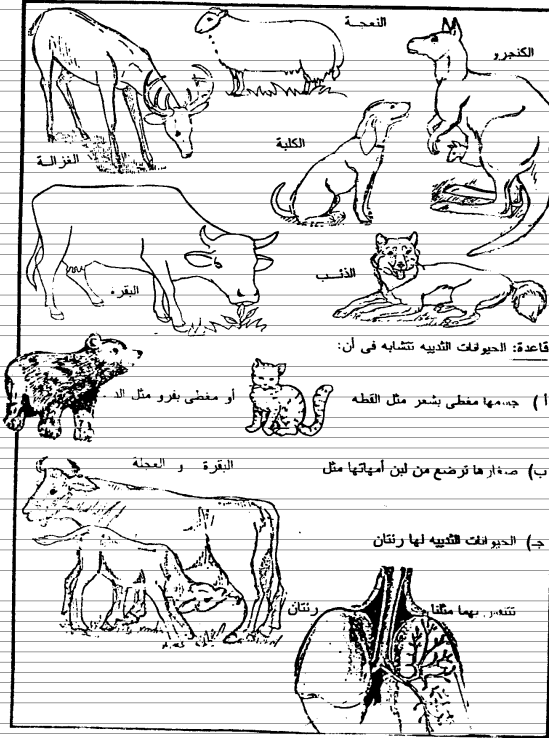 النعجة
الكنجرو
الكلبة
الغزالة
الذئب
البقرة
قاعدة: الحيوانات الثدييه تتشابه فى أن:
أ ) جسمها مغطى بشعر مثل القطه أو مغطى بفرو مثل
ب) صغارها ترضع من لبن أمهاتها مثل البقرة و العجلة
جـ) الحيوانات الثدييه لها رئتان
تتنفس بهما مثلنا رئتان